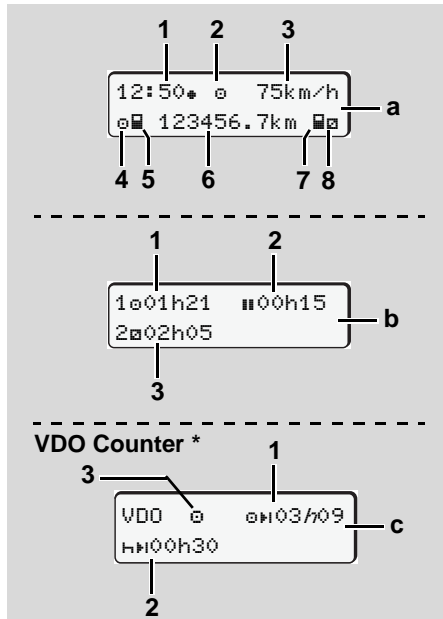 1 2 3
12:50● ⊙ 75km/h
a
⊙ 123456.7km ⍁
4 5 6 7 8
1 2
1⊙01h21 00h15
b
2⍁02h05
3
VDO Counter *
1
3
VDO ⊙ ⊙03h09
c
00h30
2